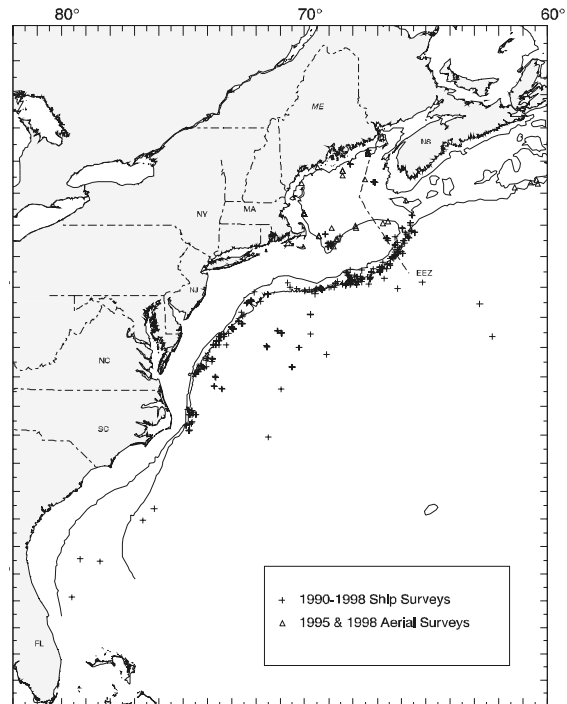 80° 70° 60°
ME
NS
NY MA
EEZ
NJ
NC
SC
+ 1990-1998 Ship Surveys
△ 1995 & 1998 Aerial Surveys
FL